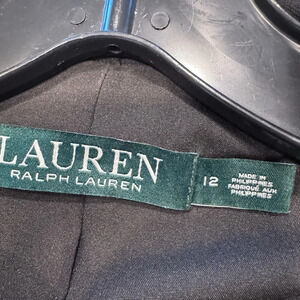 LAUREN
RALPH LAUREN
12
MADE IN
PHILIPPINES
FABRIQUÉ AUX
PHILIPPINES